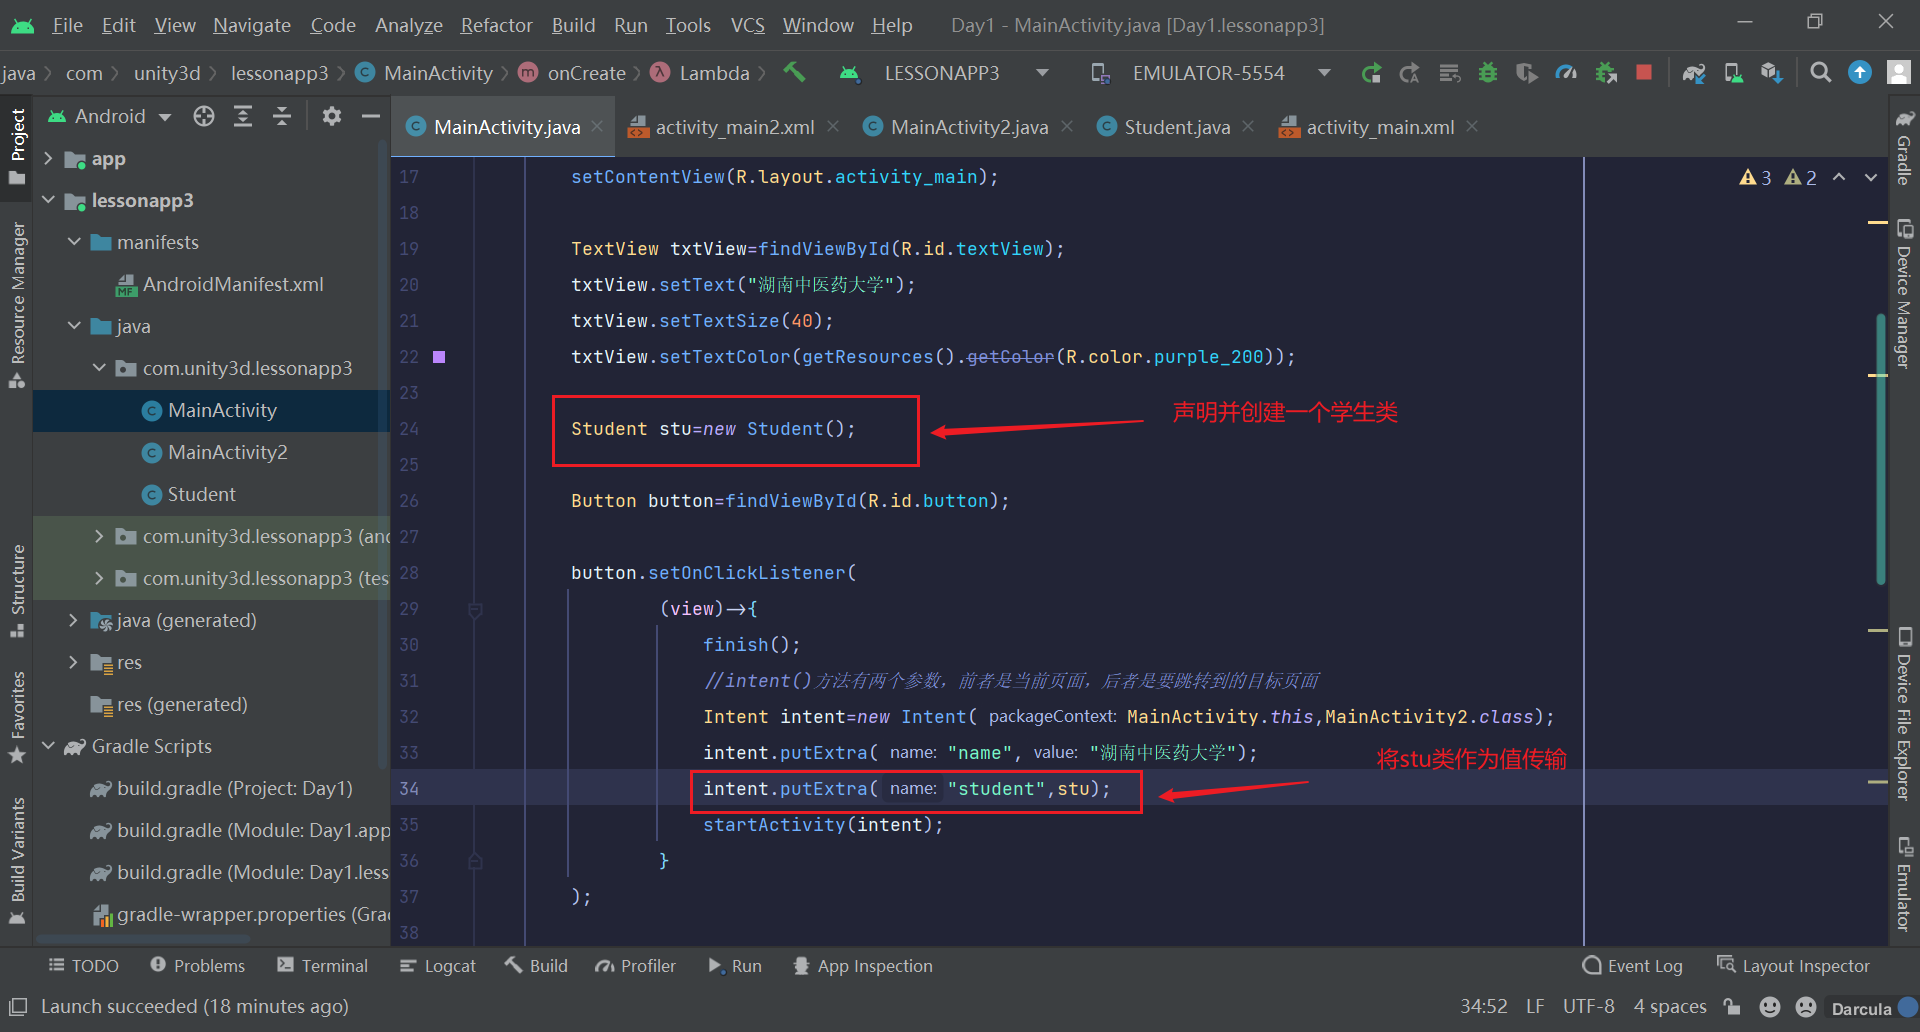 File Edit View Navigate Code Analyze Refactor Build Run Tools VCS Window Help Day1 - MainActivity.java [Day1.lessonapp3]
java com unity3d lessonapp3 MainActivity onCreate Lambda LESSONAPP3 EMULATOR-5554
Android
MainActivity.java activity_main2.xml MainActivity2.java Student.java activity_main.xml
Project
Resource Manager
Structure
Favorites
Build Variants
app
lessonapp3
manifests
AndroidManifest.xml
java
com.unity3d.lessonapp3
MainActivity
MainActivity2
Student
com.unity3d.lessonapp3 (and
com.unity3d.lessonapp3 (tes
java (generated)
res
res (generated)
Gradle Scripts
build.gradle (Project: Day1)
build.gradle (Module: Day1.app
build.gradle (Module: Day1.less
gradle-wrapper.properties (Gra
3 2
17 setContentView(R.layout.activity_main);
18
19 TextView txtView=findViewById(R.id.textView);
20 txtView.setText("湖南中医药大学");
21 txtView.setTextSize(40);
22 txtView.setTextColor(getResources().getColor(R.color.purple_200));
23
声明并创建一个学生类
24 Student stu=new Student();
25
26 Button button=findViewById(R.id.button);
27
28 button.setOnClickListener(
29 (view)→{
30 finish();
31 //intent()方法有两个参数，前者是当前页面，后者是要跳转到的目标页面
32 Intent intent=new Intent( packageContext: MainActivity.this,MainActivity2.class);
33 intent.putExtra( name: "name", value: "湖南中医药大学");
将stu类作为值传输
34 intent.putExtra( name: "student",stu);
35 startActivity(intent);
36 }
37 );
38
Gradle
Device Manager
Device File Explorer
Emulator
TODO Problems Terminal Logcat Build Profiler Run App Inspection Event Log Layout Inspector
Launch succeeded (18 minutes ago) 34:52 LF UTF-8 4 spaces Darcula